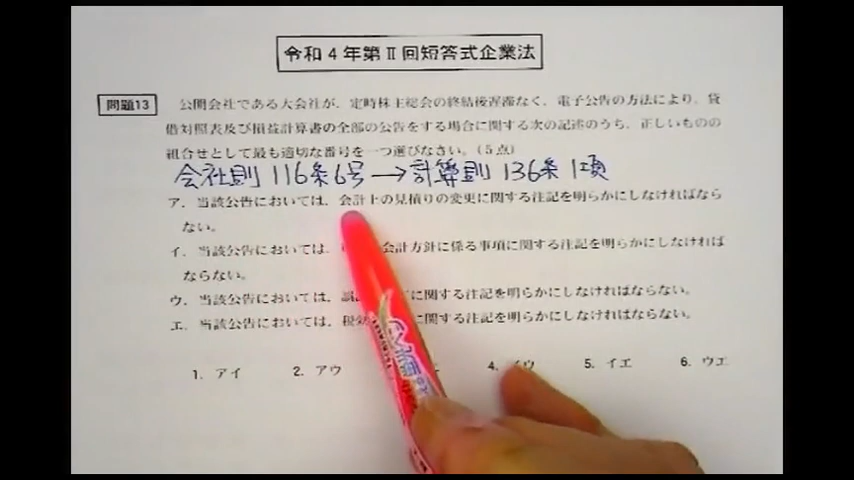 令和4年第Ⅱ回短答式企業法
問題13 公開会社である大会社が、定時株主総会の終結後遅滞なく、電子公告の方法により、貸
借対照表及び損益計算書の全部の公告をする場合に関する次の記述のうち、正しいものの
組合せとして最も適切な番号を一つ選びなさい。(5点)
会社則 116条6号→計算則 136条 1項
ア. 当該公告においては、会計上の見積りの変更に関する注記を明らかにしなければなら
ない。
イ. 当該公告においては、会計方針に係る事項に関する注記を明らかにしなければ
ならない。
ウ. 当該公告においては、誤 に関する注記を明らかにしなければならない。
エ. 当該公告においては、税効 に関する注記を明らかにしなければならない。
1. アイ 2. アウ 4. イウ 5. イエ 6. ウエ